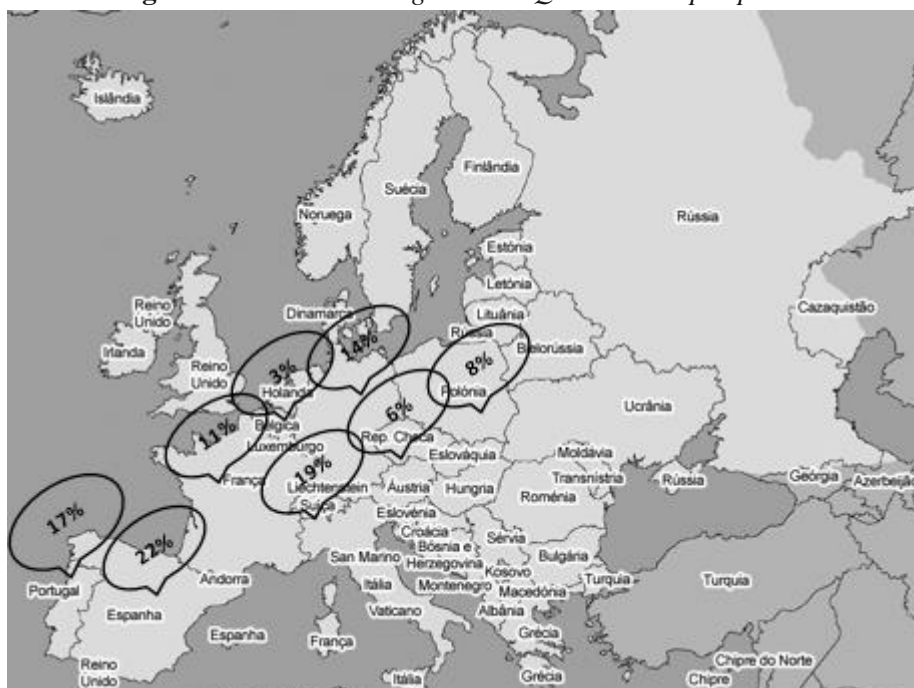 Islândia
Finlândia
Suécia
Noruega
Rússia
Estónia
Letónia
Cazaquistão
Reino
Unido
Dinamarca
Lituânia
Rússia
Irlanda
14%
Bielorrússia
Reino
Unido
3%
8%
Holanda
Polónia
Ucrânia
6%
Bélgica
11%
Rep. Checa
Luxemburgo
Eslováquia
Moldávia
França
19%
Transnístria
Rússia
Geórgia
Liechtenstein
Áustria
Hungria
Azerbeijão
Suíça
Roménia
17%
Eslovénia
Croácia
Sérvia
22%
San Marino
Bósnia e
Herzegovina
Bulgária
Kosovo
Portugal
Andorra
Itália
Montenegro
Turquia
Turquia
Macedónia
Espanha
Vaticano
Albânia
Espanha
França
Grécia
Reino
Unido
Itália
Grécia
Chipre do Norte
Chipre